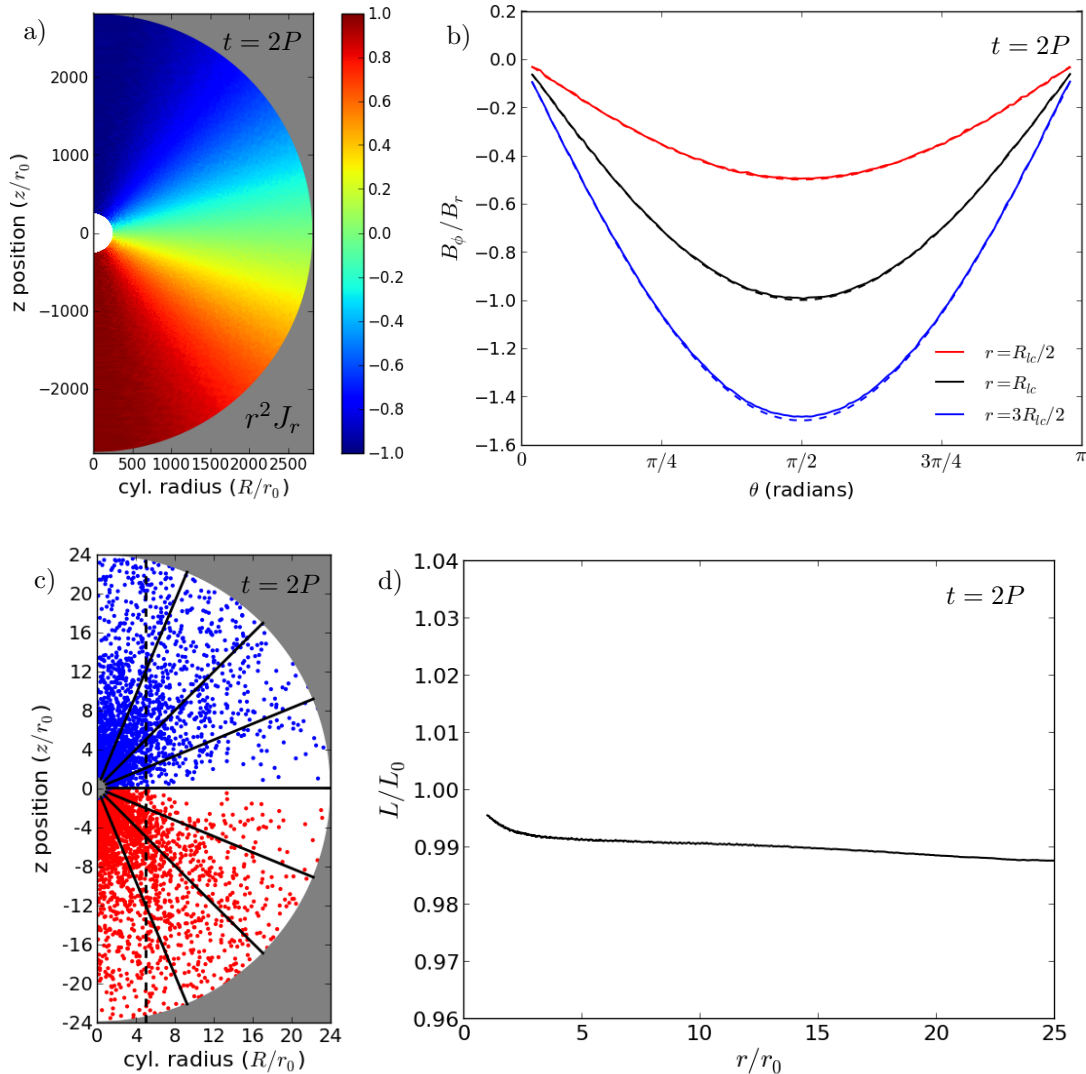 a)
t = 2P
r²J_r
2000
1000
0
−1000
−2000
z position (z/r₀)
0 500 1000 1500 2000 2500
cyl. radius (R/r₀)
1.0
0.8
0.6
0.4
0.2
0.0
−0.2
−0.4
−0.6
−0.8
−1.0
b)
t = 2P
0.2
0.0
−0.2
−0.4
−0.6
−0.8
−1.0
−1.2
−1.4
−1.6
B_ϕ/B_r
r = R_lc/2
r = R_lc
r = 3R_lc/2
0 π/4 π/2 3π/4 π
θ (radians)
c)
t = 2P
24
20
16
12
8
4
0
-4
-8
-12
-16
-20
-24
z position (z/r₀)
0 4 8 12 16 20 24
cyl. radius (R/r₀)
d)
t = 2P
1.04
1.03
1.02
1.01
1.00
0.99
0.98
0.97
0.96
L/L₀
0 5 10 15 20 25
r/r₀